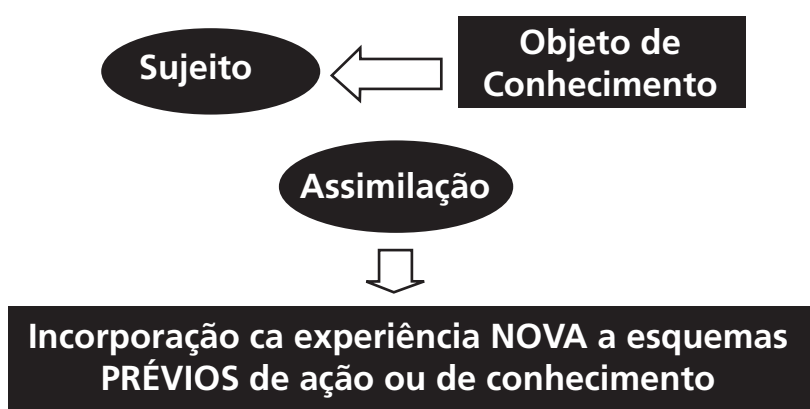 Sujeito
Objeto de
Conhecimento
Assimilação
Incorporação ca experiência NOVA a esquemas
PRÉVIOS de ação ou de conhecimento